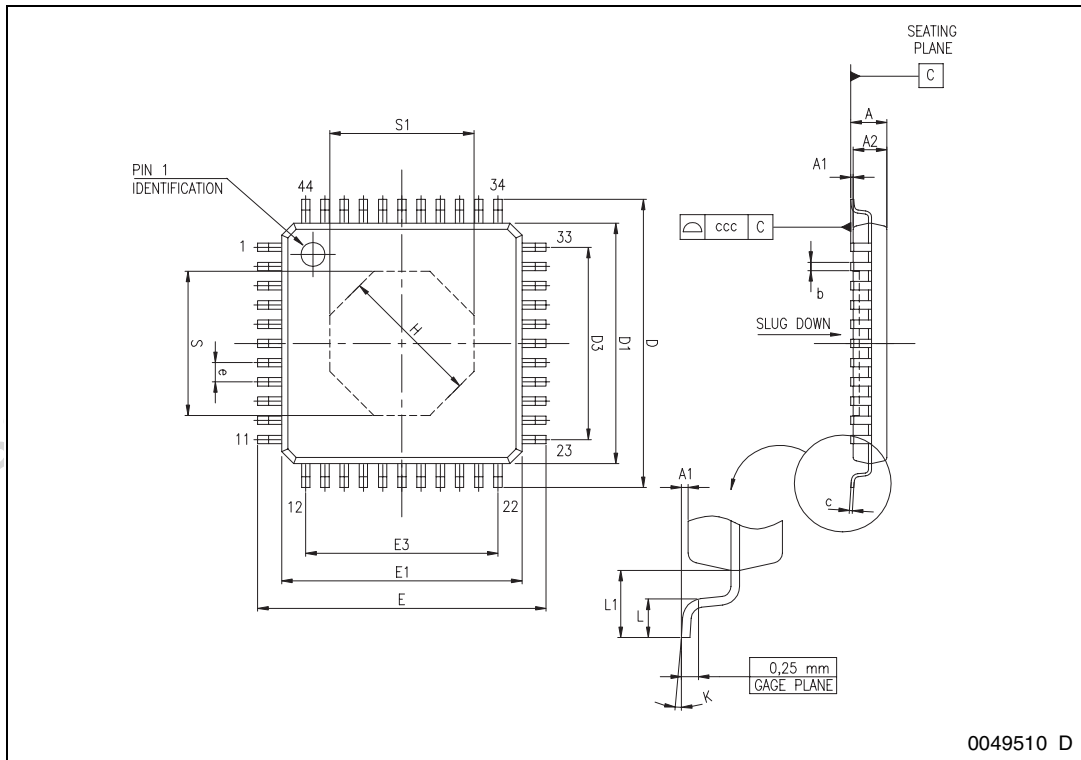 SEATING
PLANE
C
A
A2
A1
S1
PIN 1
IDENTIFICATION
44
34
ccc
C
1
33
b
SLUG DOWN
S
H
D3
D1
D
e
11
23
A1
12
22
c
E3
E1
E
L1
L
0,25 mm
GAGE PLANE
K
0049510 D